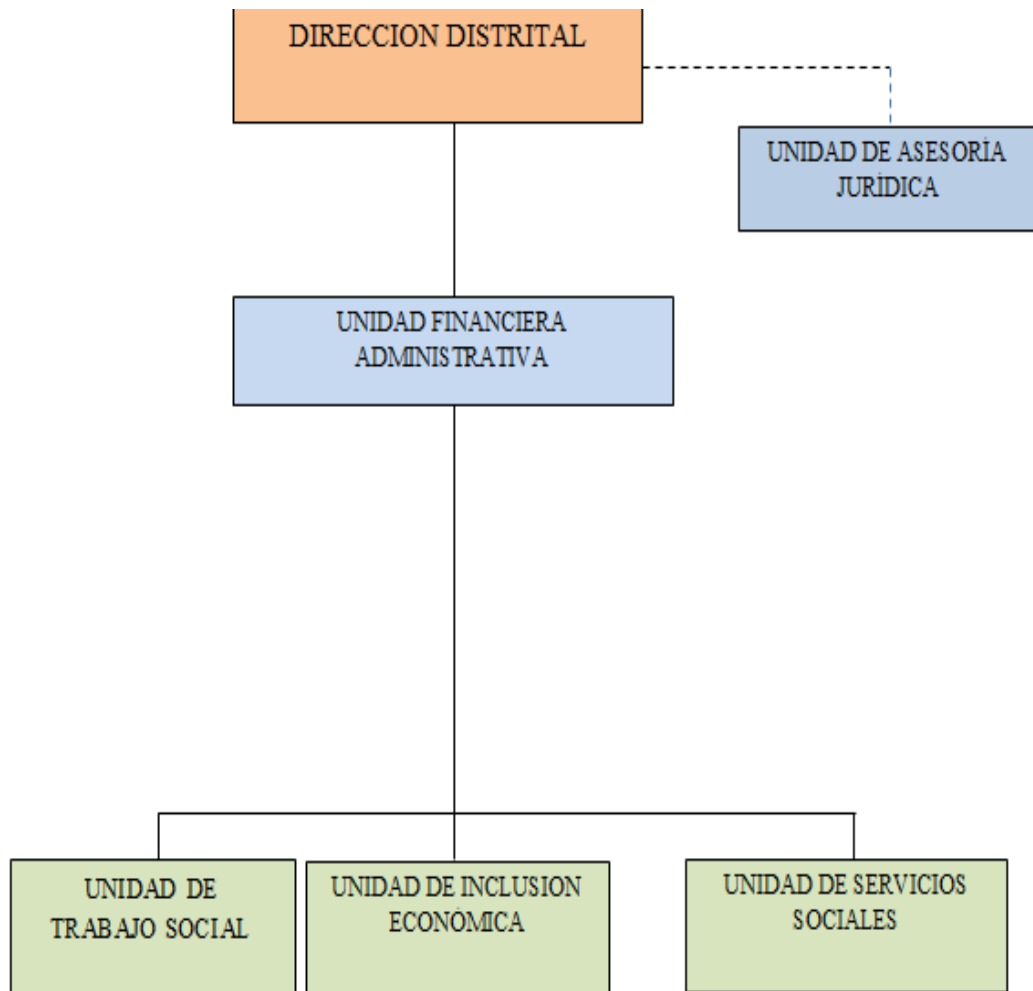 DIRECCION DISTRITAL
UNIDAD DE ASESORÍA
JURÍDICA
UNIDAD FINANCIERA
ADMINISTRATIVA
UNIDAD DE
TRABAJO SOCIAL
UNIDAD DE INCLUSION
ECONÓMICA
UNIDAD DE SERVICIOS
SOCIALES